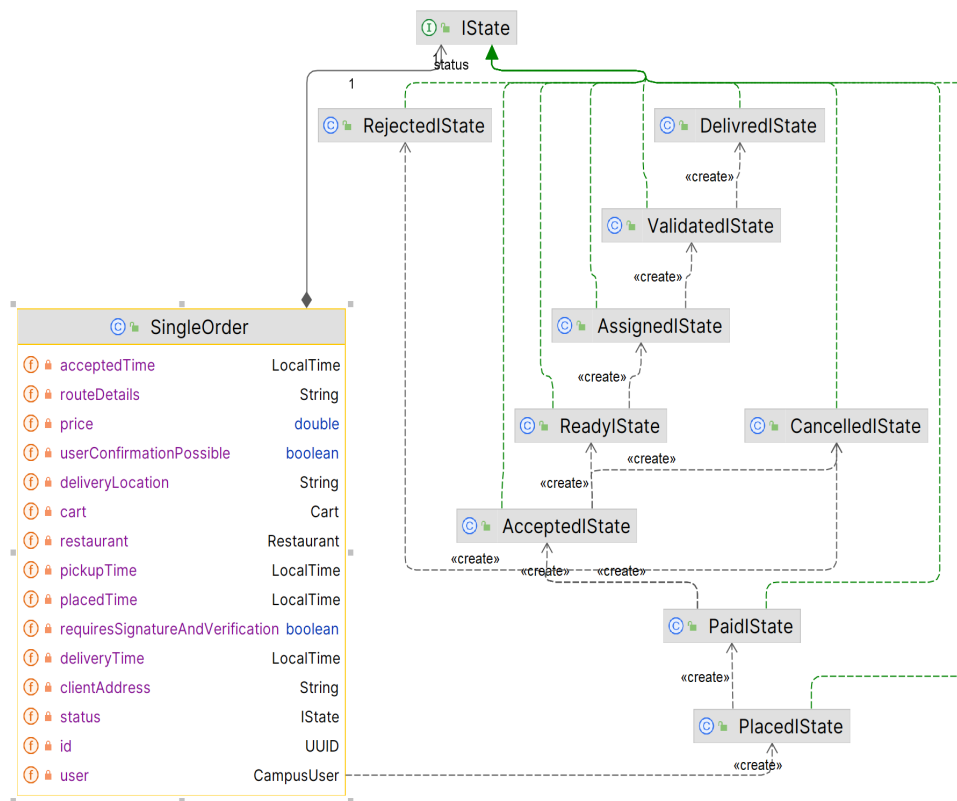 IState
1
status
1
RejectedIState
DelivredIState
«create»
ValidatedIState
«create»
SingleOrder
AssignedIState
acceptedTime LocalTime
routeDetails String
«create»
price double
ReadyIState
CancelledIState
userConfirmationPossible boolean
«create»
deliveryLocation String
«create»
cart Cart
AcceptedIState
restaurant Restaurant
«create»
pickupTime LocalTime
«create»
«create»
placedTime LocalTime
requiresSignatureAndVerification boolean
PaidIState
deliveryTime LocalTime
«create»
clientAddress String
status IState
PlacedIState
id UUID
user CampusUser
«create»